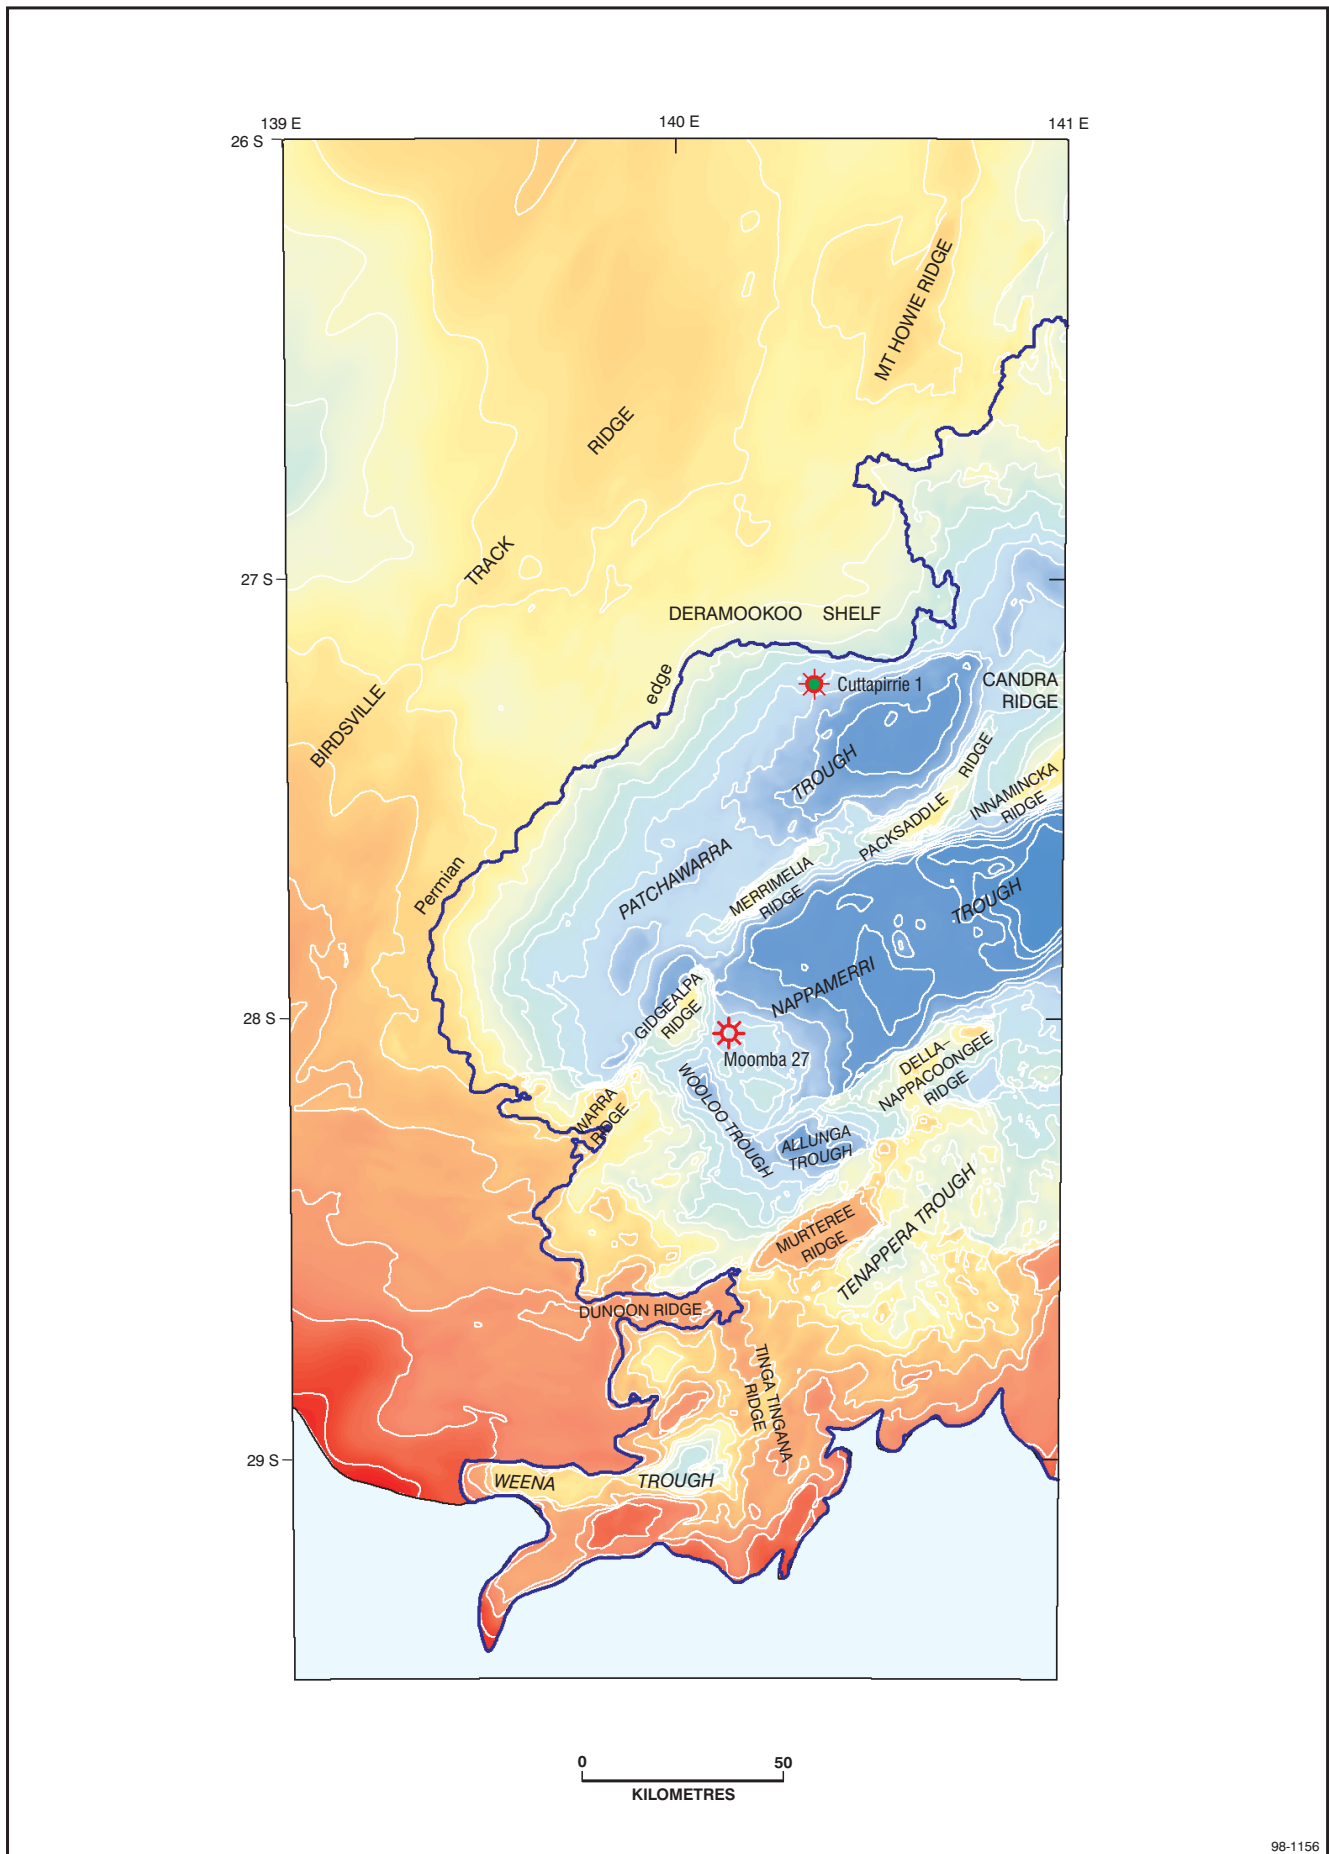 139 E
140 E
141 E
26 S
MT HOWIE RIDGE
RIDGE
TRACK
27 S
DERAMOOKOO SHELF
edge
Cuttapirrie 1
CANDRA
RIDGE
BIRDSVILLE
TROUGH
RIDGE
INNAMINCKA
RIDGE
PACKSADDLE
Permian
PATCHAWARRA
MERRIMELIA
RIDGE
TROUGH
NAPPAMERRI
GIDGEALPA
RIDGE
28 S
Moomba 27
DELLA–
NAPPACOONGEE
RIDGE
WOOLOO TROUGH
WARRA
RIDGE
ALLUNGA
TROUGH
MURTEREE
RIDGE
TENAPPERA TROUGH
DUNOON RIDGE
TINGA TINGANA
RIDGE
29 S
WEENA TROUGH
0 50
KILOMETRES
98-1156